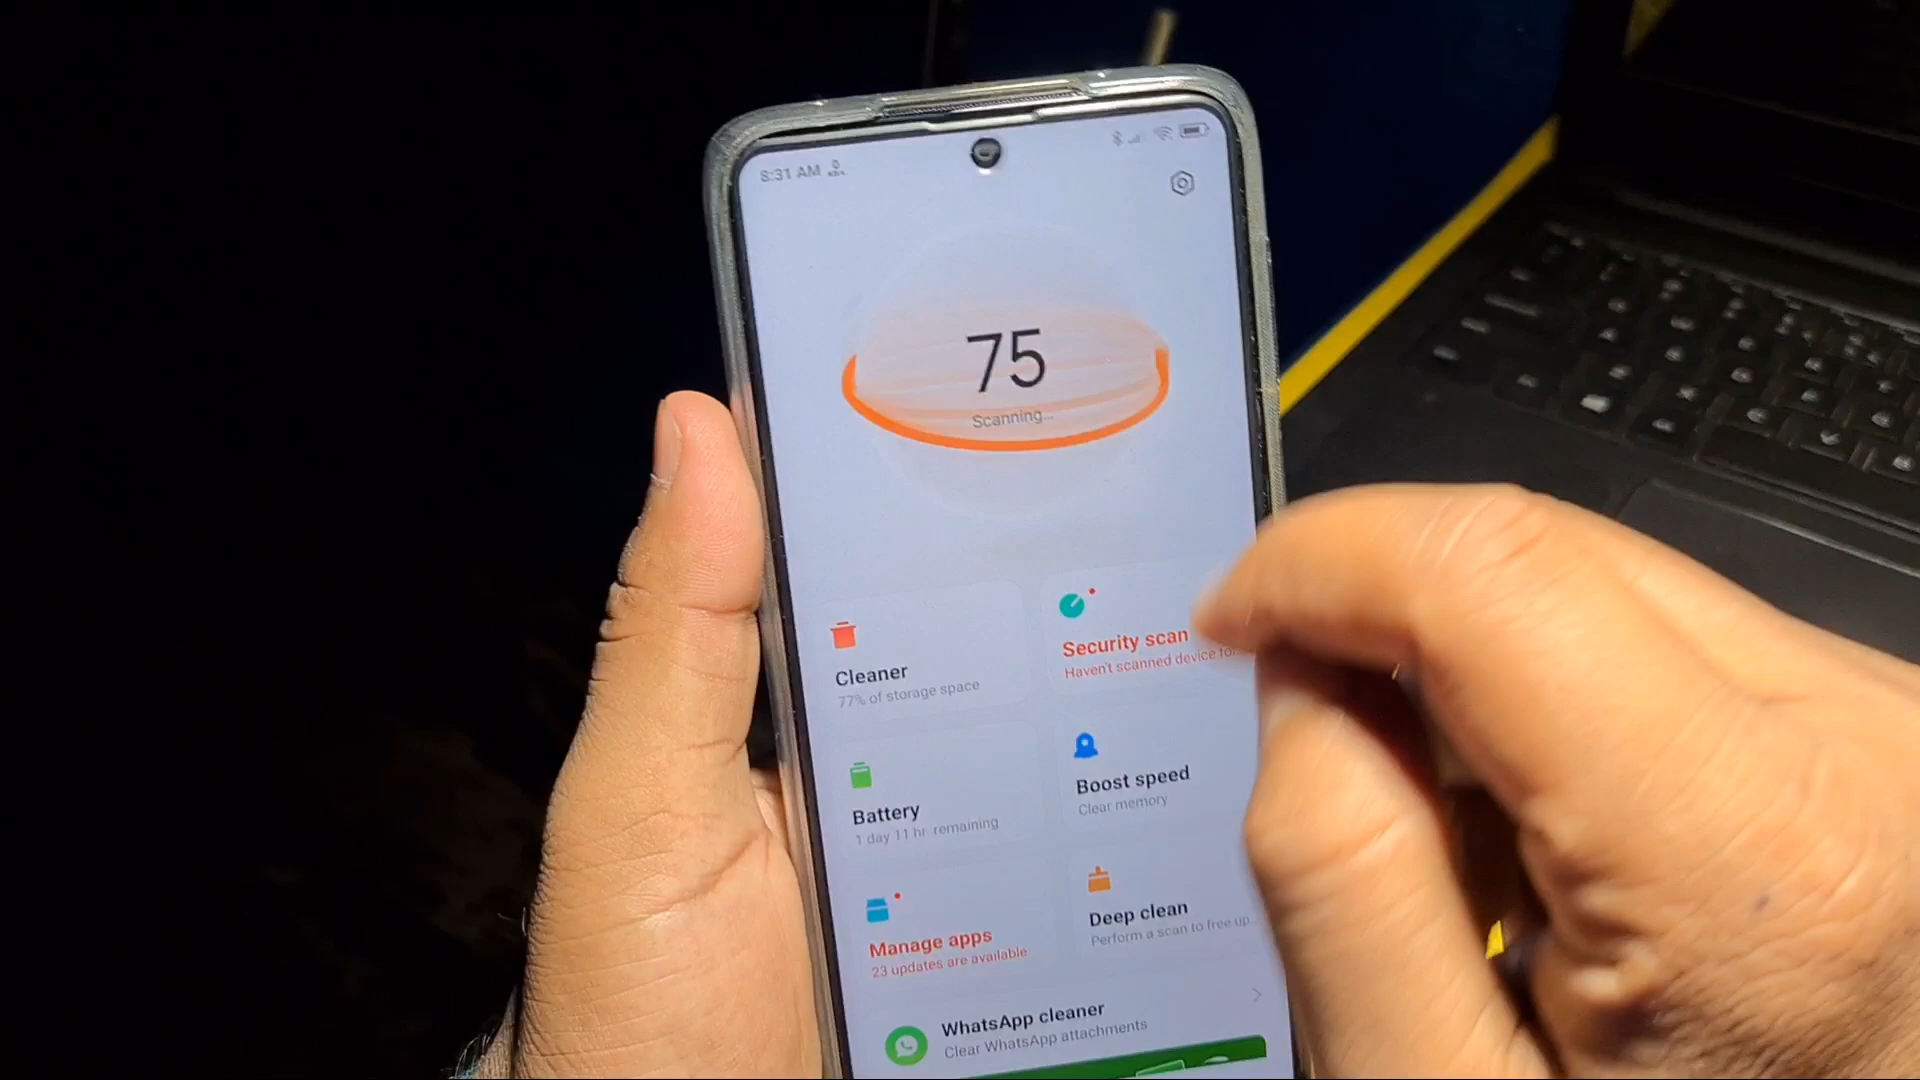 8:31 AM
75
Scanning...
Cleaner
77% of storage space
Security scan
Haven't scanned device for
Battery
1 day 11 hr remaining
Boost speed
Clear memory
Manage apps
23 updates are available
Deep clean
Perform a scan to free up...
WhatsApp cleaner
Clear WhatsApp attachments